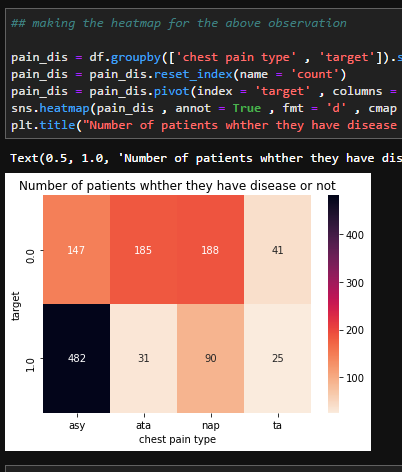 ## making the heatmap for the above observation
pain_dis = df.groupby(['chest pain type' , 'target']).s
pain_dis = pain_dis.reset_index(name = 'count')
pain_dis = pain_dis.pivot(index = 'target' , columns =
sns.heatmap(pain_dis , annot = True , fmt = 'd' , cmap
plt.title("Number of patients whther they have disease
Text(0.5, 1.0, 'Number of patients whther they have dis
Number of patients whther they have disease or not
0.0 147 185 188 41
1.0 482 31 90 25
asy ata nap ta
chest pain type
target
400
300
200
100